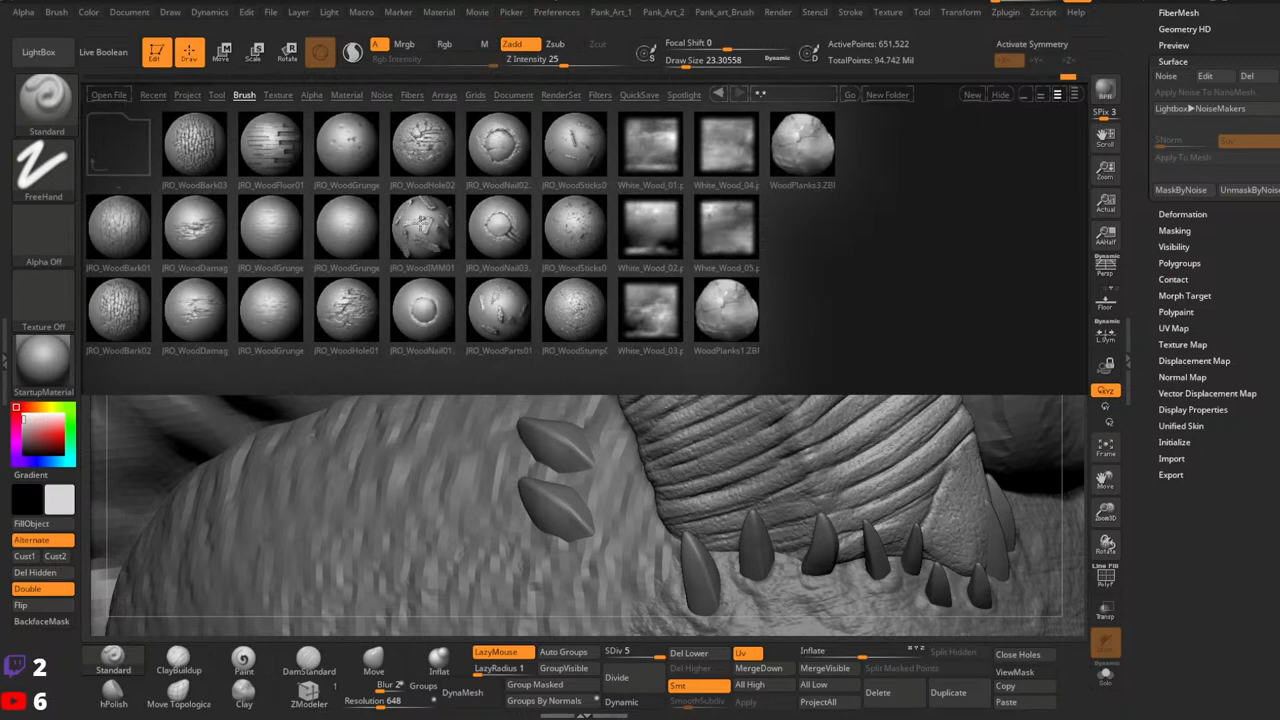 Alpha Brush Color Document Draw Dynamics Edit File Layer Light Macro Marker Material Movie Picker Preferences Pank_Art_1 Pank_Art_2 Pank_art_Brush Render Stencil Stroke Texture Tool Transform Zplugin Zscript Help
LightBox Live Boolean Edit Draw Move Scale Rotate A Mrgb Rgb M Zadd Zsub Zcut Focal Shift 0 ActivePoints: 651,522 Activate Symmetry
Rgb Intensity Z Intensity 25 Draw Size 23.30558 Dynamic TotalPoints: 94.742 Mil
Open File Recent Project Tool Brush Texture Alpha Material Noise Fibers Arrays Grids Document RenderSet Filters QuickSave Spotlight *.* Go New Folder New Hide
Standard
FreeHand
Alpha Off
Texture Off
StartupMaterial
Gradient
FillObject
Alternate
Cust1 Cust2
Del Hidden
Double
Flip
BackfaceMask
..
JRO_WoodBark03 JRO_WoodFloor01 JRO_WoodGrunge JRO_WoodHole02 JRO_WoodNail02. JRO_WoodSticks0 White_Wood_01.p White_Wood_04.p WoodPlanks3.ZBI
JRO_WoodBark01 JRO_WoodDamag JRO_WoodGrunge JRO_WoodGrunge JRO_WoodIMM01 JRO_WoodNail03. JRO_WoodSticks0 White_Wood_02.p White_Wood_05.p
JRO_WoodBark02 JRO_WoodDamag JRO_WoodGrunge JRO_WoodHole01 JRO_WoodNail01. JRO_WoodParts01 JRO_WoodStump0 White_Wood_03.p WoodPlanks1.ZBI
BPR
SPix 3
Scroll
Zoom
Actual
AAHalf
Dynamic
Persp
Floor
Dynamic
L.Sym
Frame
Move
Zoom3D
Rotate
Line Fill
PolyF
Transp
Dynamic
Solo
FiberMesh
Geometry HD
Preview
Surface
Noise Edit Del
Apply Noise To NanoMesh
Lightbox▶NoiseMakers
SNorm Suv
Apply To Mesh
MaskByNoise UnmaskByNois
Deformation
Masking
Visibility
Polygroups
Contact
Morph Target
Polypaint
UV Map
Texture Map
Displacement Map
Normal Map
Vector Displacement Map
Display Properties
Unified Skin
Initialize
Import
Export
2
6
Standard ClayBuildup Paint DamStandard Move Inflat
hPolish Move Topologica Clay ZModeler 1
Blur 2 Groups
Resolution 648
DynaMesh
LazyMouse Auto Groups SDiv 5 Del Lower Uv Inflate Split Hidden Close Holes
LazyRadius 1 GroupVisible Divide Del Higher MergeDown MergeVisible Split Masked Points ViewMask
Group Masked Smt All High All Low Delete Duplicate Copy
Groups By Normals Dynamic SmoothSubdiv Apply ProjectAll Paste